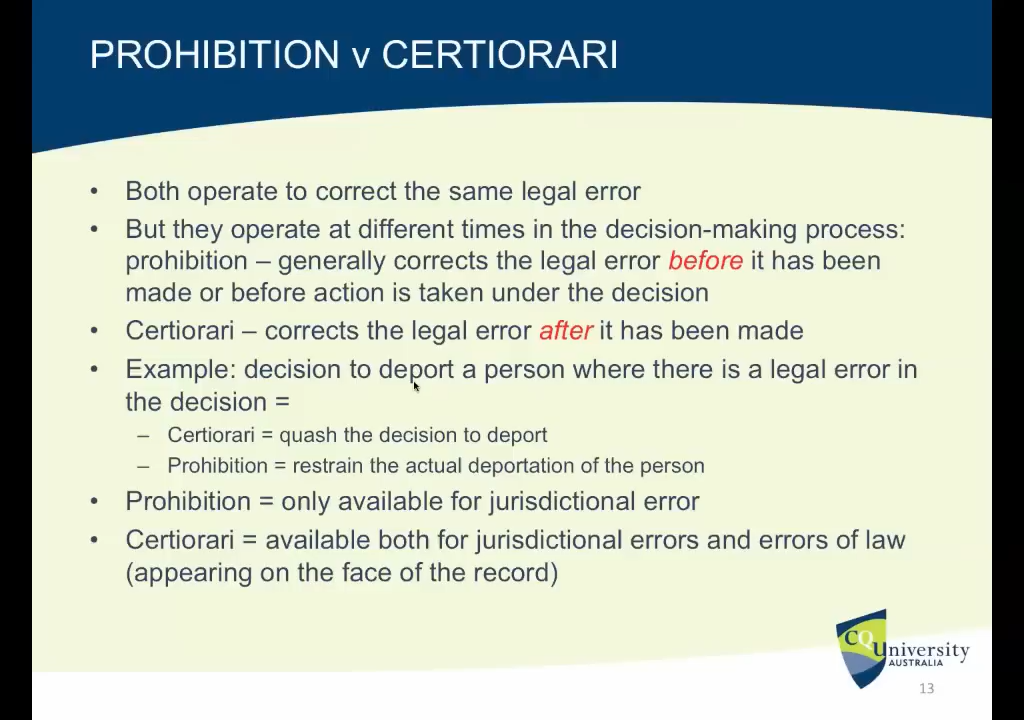 PROHIBITION v CERTIORARI
• Both operate to correct the same legal error
• But they operate at different times in the decision-making process:
prohibition – generally corrects the legal error before it has been
made or before action is taken under the decision
• Certiorari – corrects the legal error after it has been made
• Example: decision to deport a person where there is a legal error in
the decision =
– Certiorari = quash the decision to deport
– Prohibition = restrain the actual deportation of the person
• Prohibition = only available for jurisdictional error
• Certiorari = available both for jurisdictional errors and errors of law
(appearing on the face of the record)
CQUniversity
AUSTRALIA
13